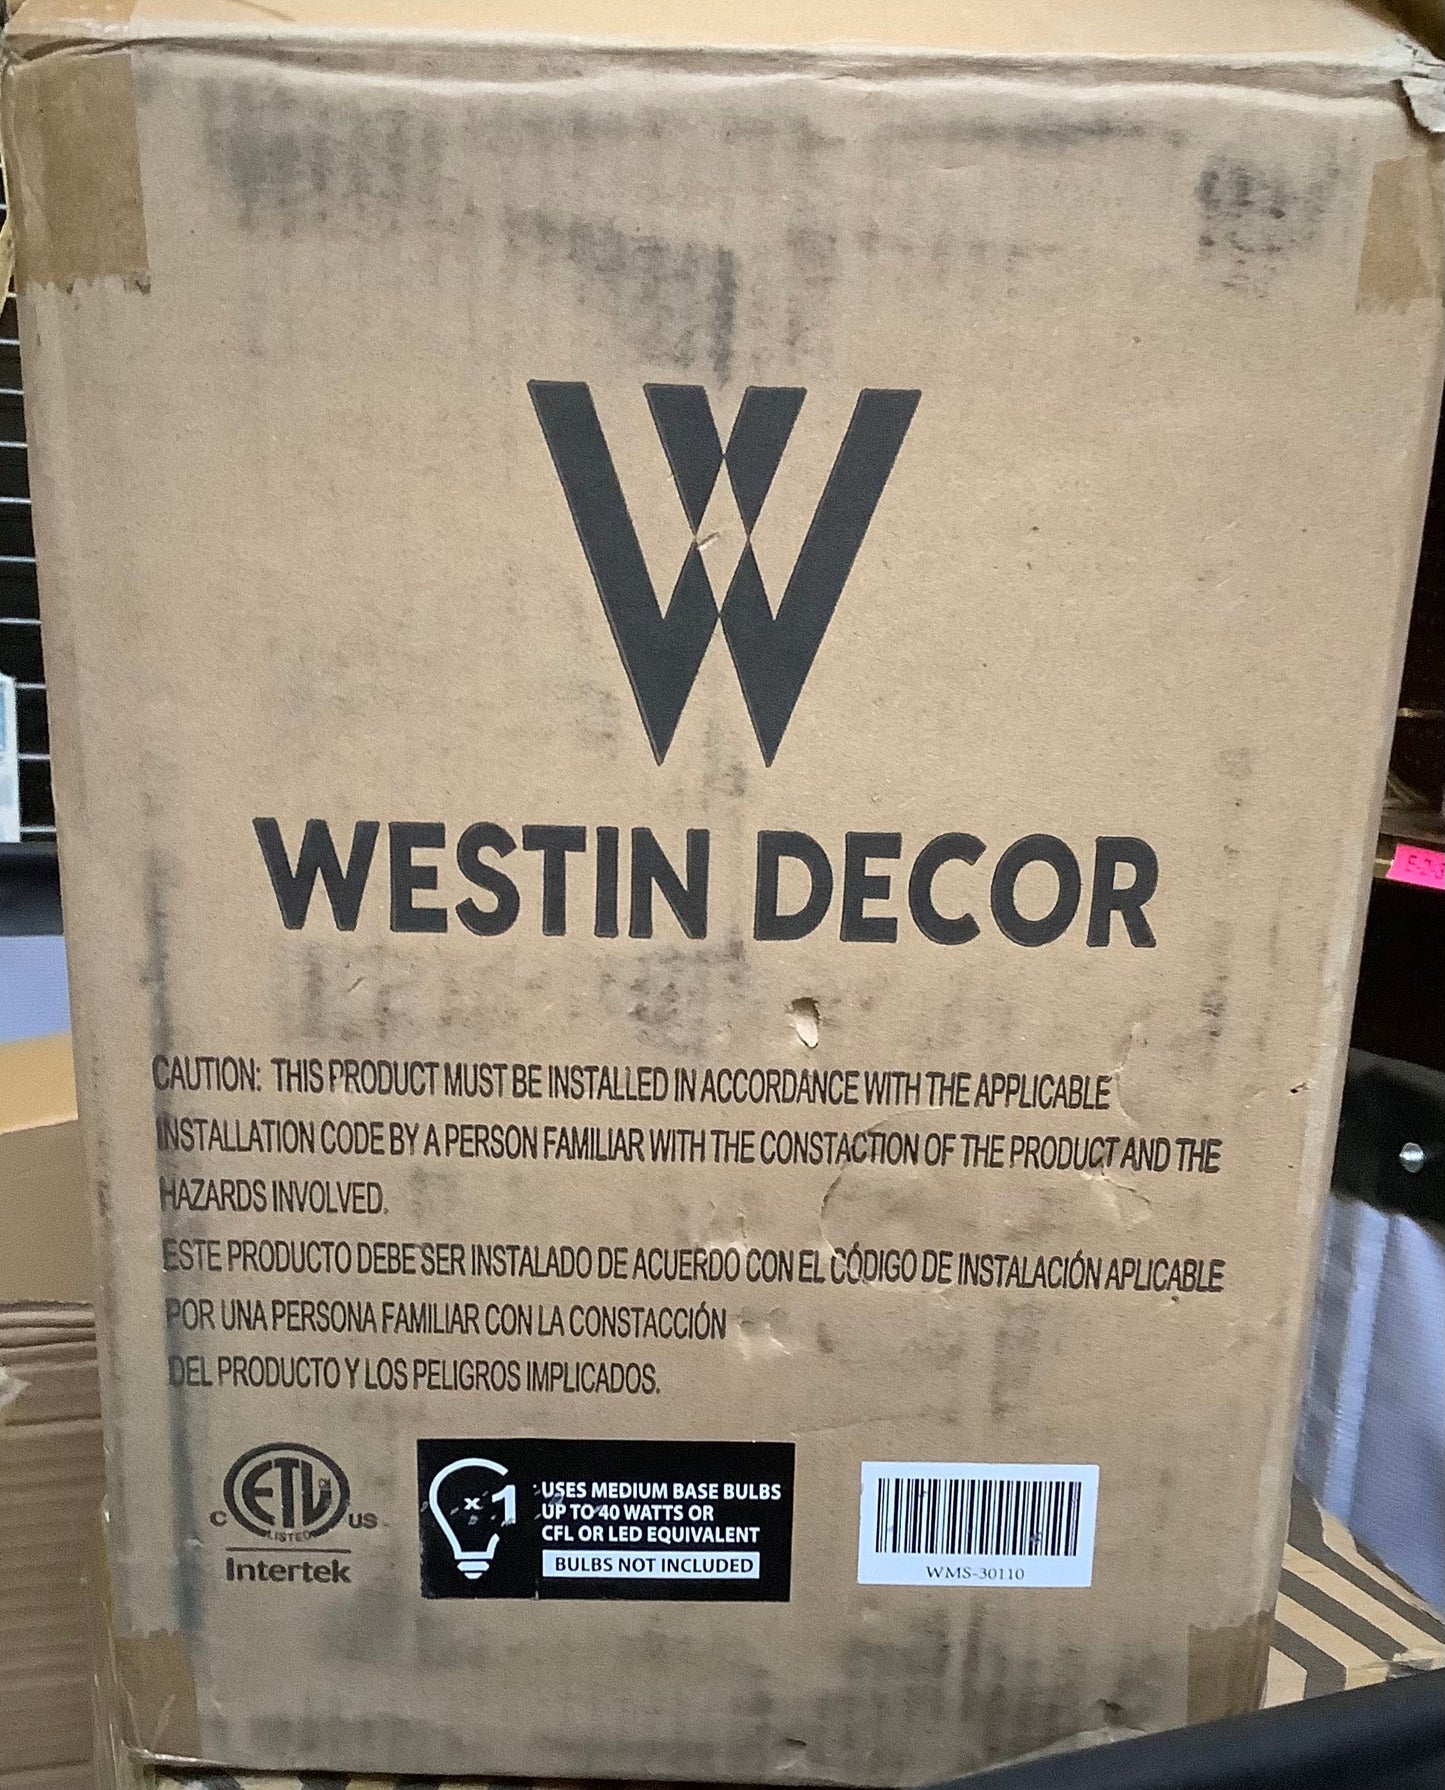 WESTIN DECOR
CAUTION: THIS PRODUCT MUST BE INSTALLED IN ACCORDANCE WITH THE APPLICABLE
INSTALLATION CODE BY A PERSON FAMILIAR WITH THE CONSTACTION OF THE PRODUCT AND THE
HAZARDS INVOLVED.
ESTE PRODUCTO DEBE SER INSTALADO DE ACUERDO CON EL CÓDIGO DE INSTALACIÓN APLICABLE
POR UNA PERSONA FAMILIAR CON LA CONSTACCIÓN
DEL PRODUCTO Y LOS PELIGROS IMPLICADOS.
ETL
C LISTED US
Intertek
x1
USES MEDIUM BASE BULBS
UP TO 40 WATTS OR
CFL OR LED EQUIVALENT
BULBS NOT INCLUDED
WMS-30110